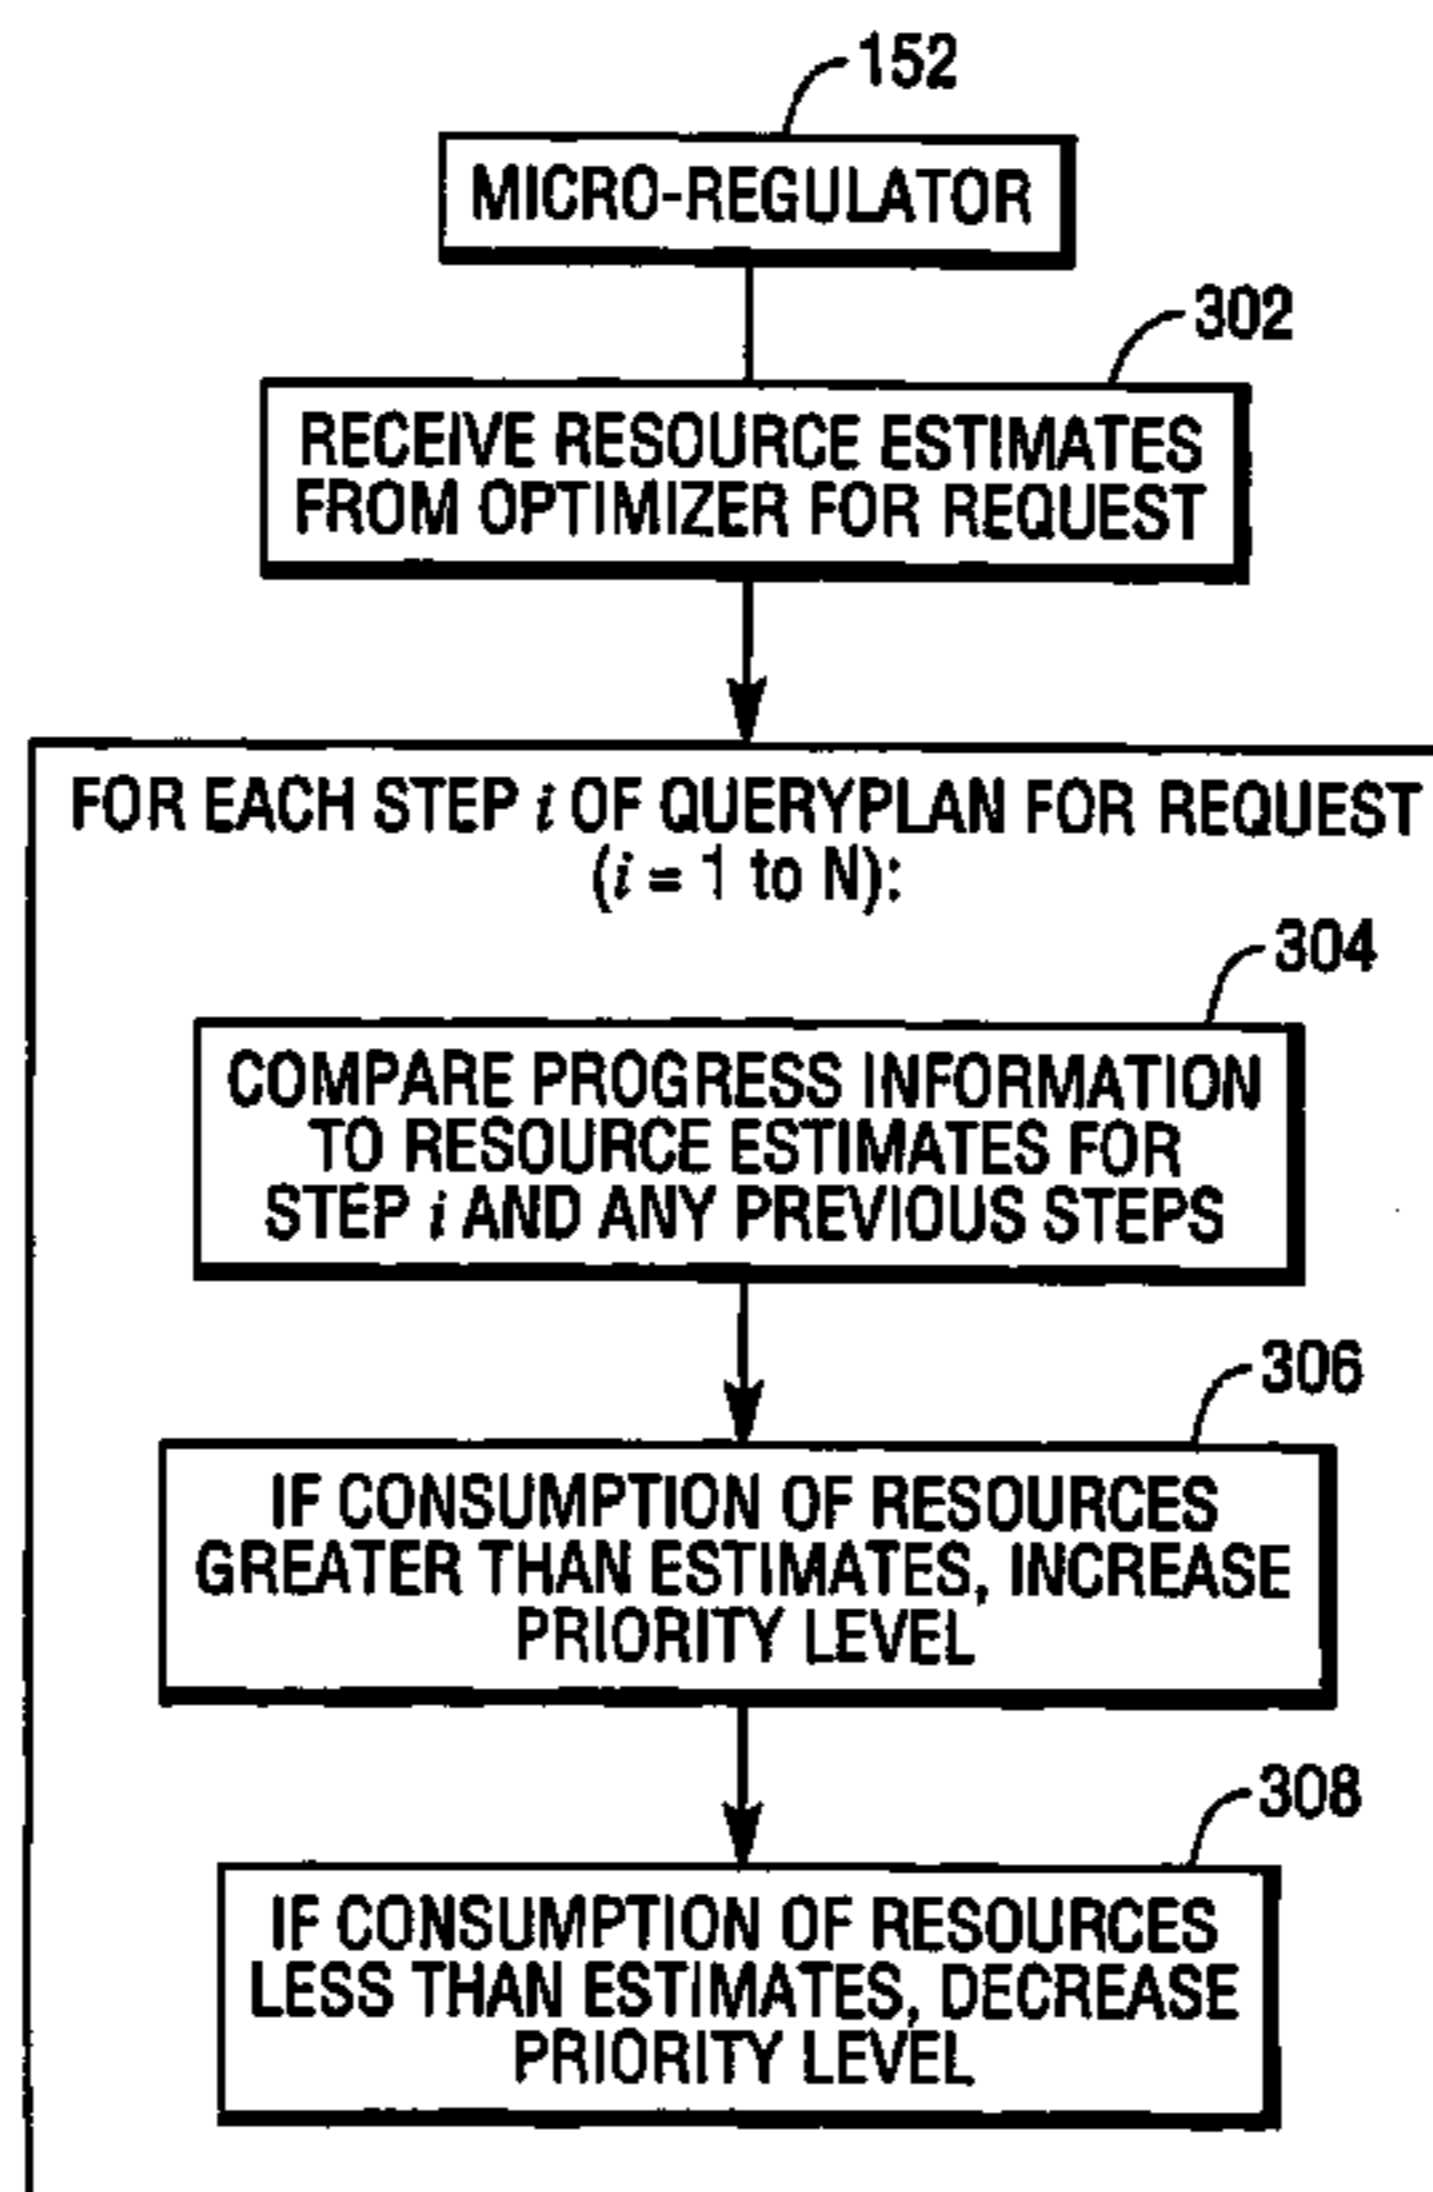 152
MICRO-REGULATOR
302
RECEIVE RESOURCE ESTIMATES
FROM OPTIMIZER FOR REQUEST
FOR EACH STEP i OF QUERYPLAN FOR REQUEST
(i = 1 to N):
304
COMPARE PROGRESS INFORMATION
TO RESOURCE ESTIMATES FOR
STEP i AND ANY PREVIOUS STEPS
306
IF CONSUMPTION OF RESOURCES
GREATER THAN ESTIMATES, INCREASE
PRIORITY LEVEL
308
IF CONSUMPTION OF RESOURCES
LESS THAN ESTIMATES, DECREASE
PRIORITY LEVEL